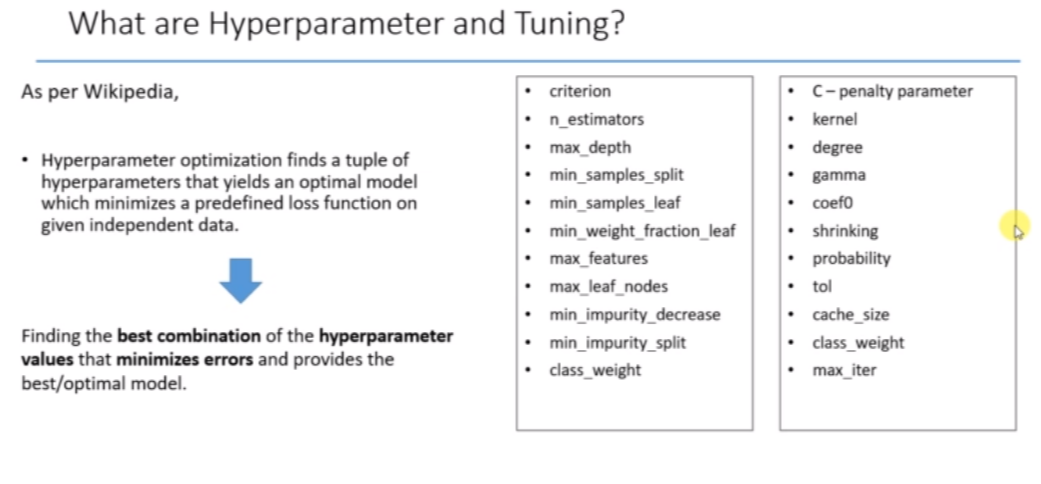 What are Hyperparameter and Tuning?
As per Wikipedia,
• Hyperparameter optimization finds a tuple of
hyperparameters that yields an optimal model
which minimizes a predefined loss function on
given independent data.
Finding the best combination of the hyperparameter
values that minimizes errors and provides the
best/optimal model.
• criterion
• n_estimators
• max_depth
• min_samples_split
• min_samples_leaf
• min_weight_fraction_leaf
• max_features
• max_leaf_nodes
• min_impurity_decrease
• min_impurity_split
• class_weight
• C – penalty parameter
• kernel
• degree
• gamma
• coef0
• shrinking
• probability
• tol
• cache_size
• class_weight
• max_iter